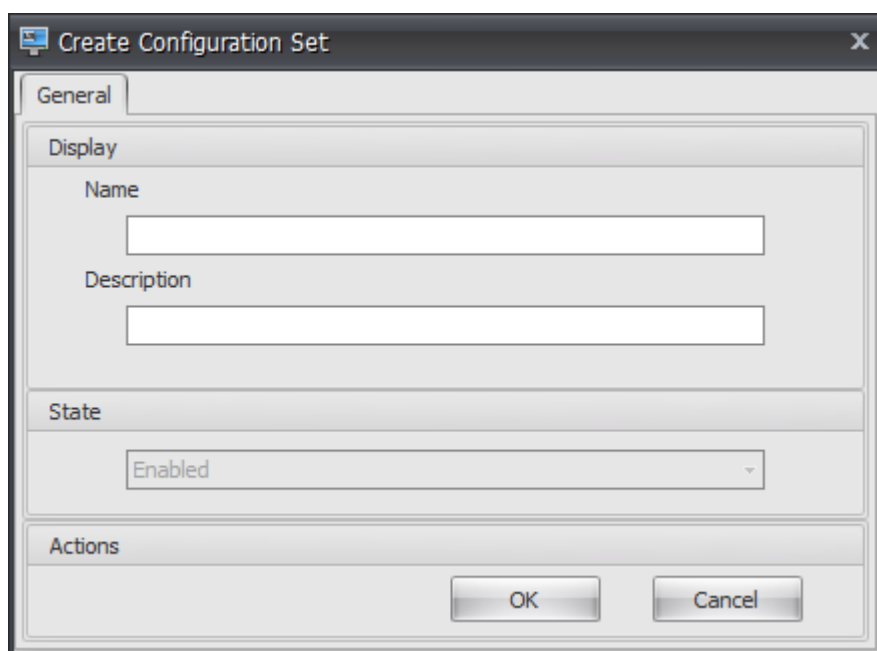 Create Configuration Set
General
Display
Name
Description
State
Enabled
Actions
OK Cancel